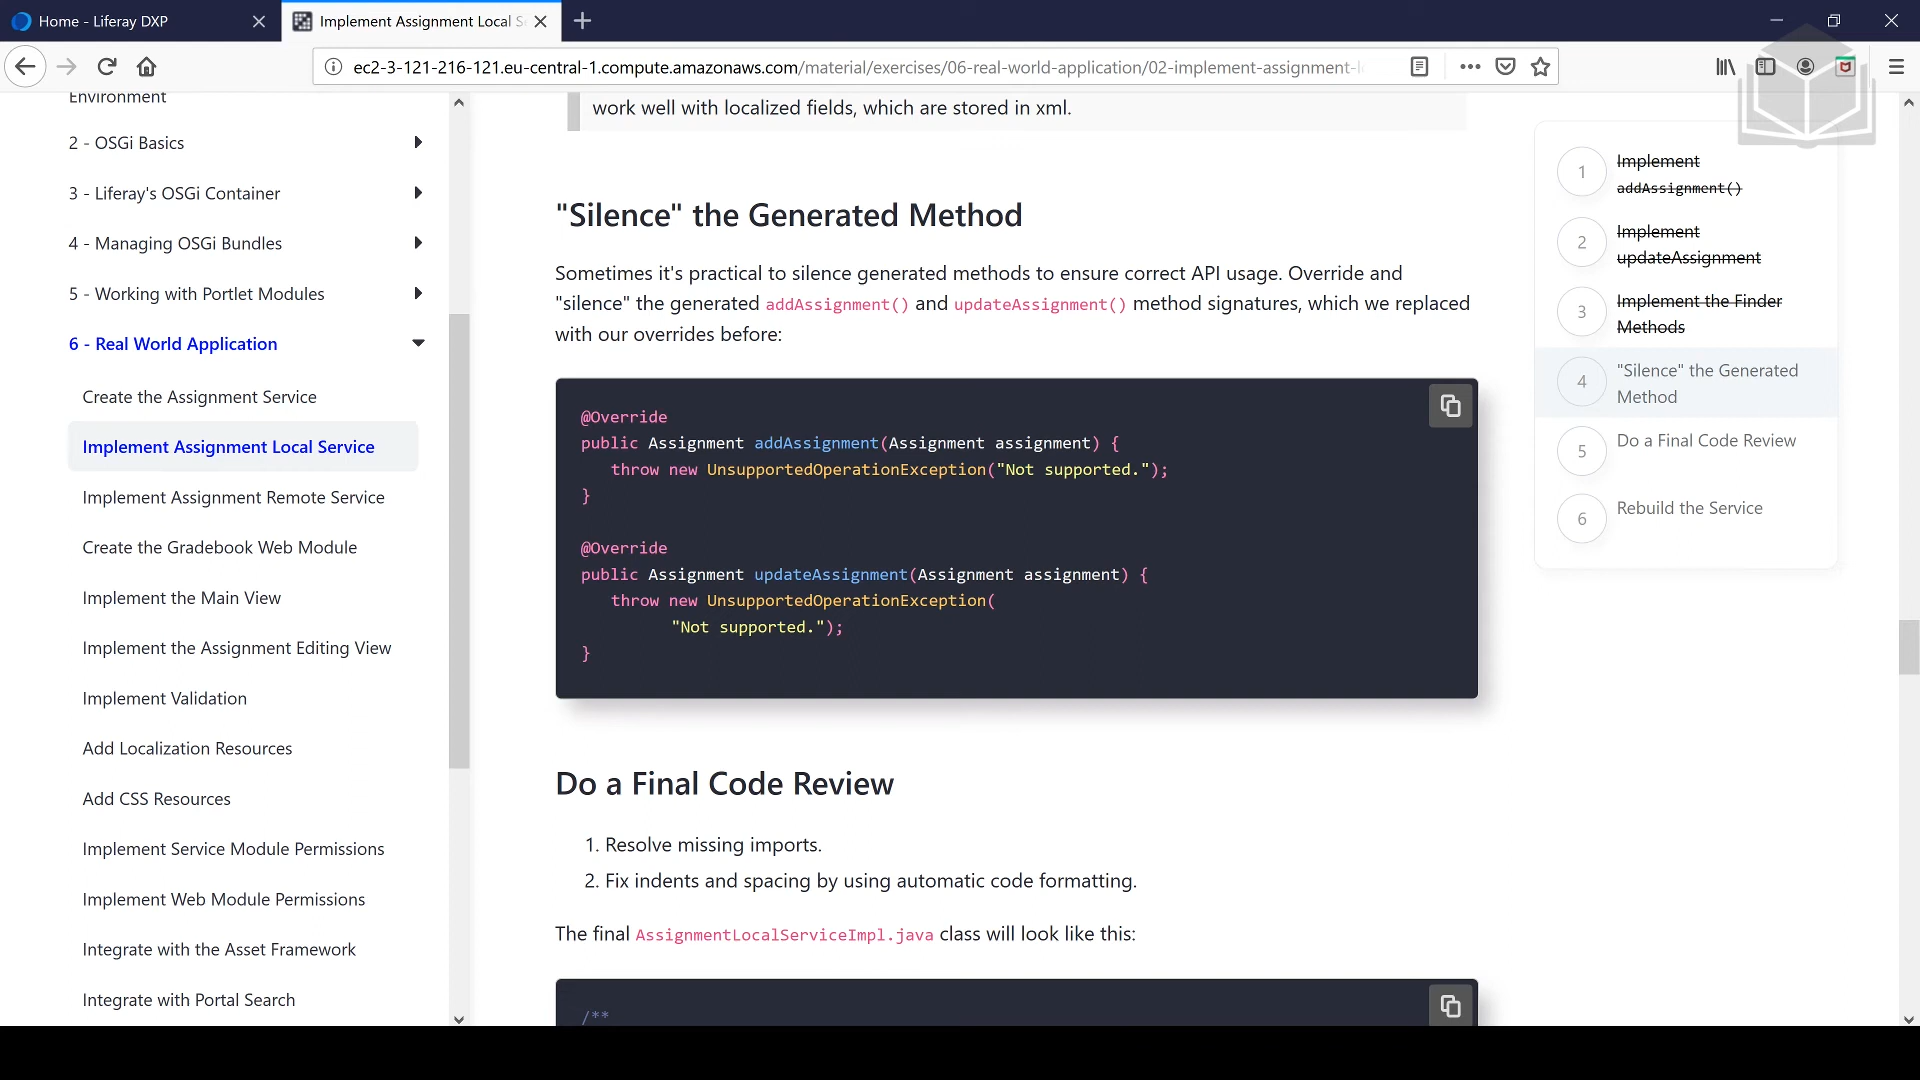 Home - Liferay DXP
Implement Assignment Local S
ec2-3-121-216-121.eu-central-1.compute.amazonaws.com/material/exercises/06-real-world-application/02-implement-assignment-l
Environment
2 - OSGi Basics
3 - Liferay's OSGi Container
4 - Managing OSGi Bundles
5 - Working with Portlet Modules
6 - Real World Application
Create the Assignment Service
Implement Assignment Local Service
Implement Assignment Remote Service
Create the Gradebook Web Module
Implement the Main View
Implement the Assignment Editing View
Implement Validation
Add Localization Resources
Add CSS Resources
Implement Service Module Permissions
Implement Web Module Permissions
Integrate with the Asset Framework
Integrate with Portal Search
work well with localized fields, which are stored in xml.
"Silence" the Generated Method
Sometimes it's practical to silence generated methods to ensure correct API usage. Override and
"silence" the generated addAssignment() and updateAssignment() method signatures, which we replaced
with our overrides before:
@Override
public Assignment addAssignment(Assignment assignment) {
throw new UnsupportedOperationException("Not supported.");
}
@Override
public Assignment updateAssignment(Assignment assignment) {
throw new UnsupportedOperationException(
"Not supported.");
}
Do a Final Code Review
1. Resolve missing imports.
2. Fix indents and spacing by using automatic code formatting.
The final AssignmentLocalServiceImpl.java class will look like this:
/**
1 Implement
addAssignment()
2 Implement
updateAssignment
3 Implement the Finder
Methods
4 "Silence" the Generated
Method
5 Do a Final Code Review
6 Rebuild the Service